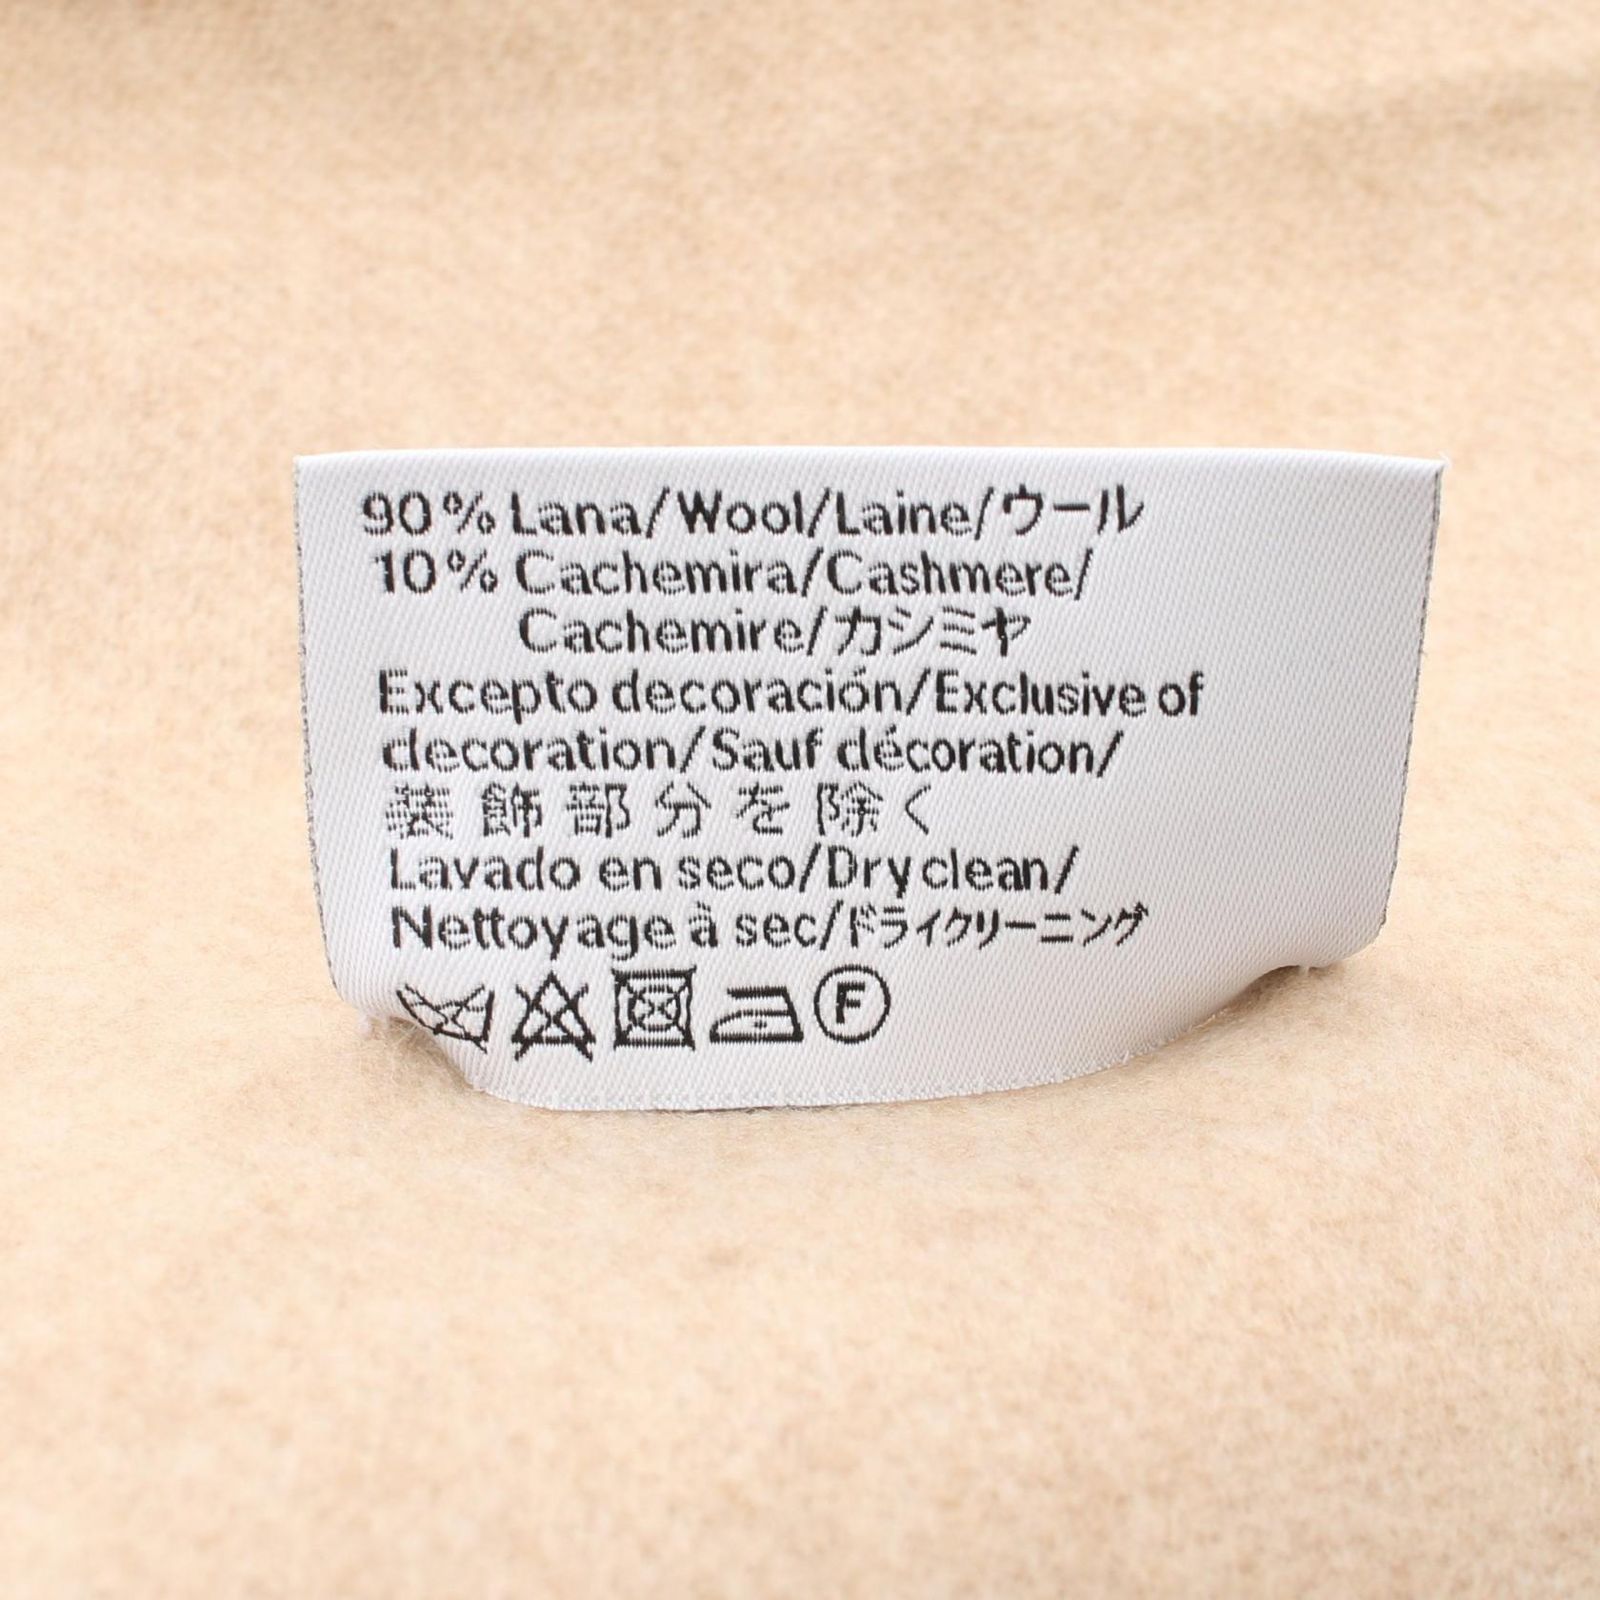 90% Lana/Wool/Laine/ウール
10% Cachemira/Cashmere/
Cachemire/カシミヤ
Excepto decoración/Exclusive of
decoration/Sauf décoration/
装飾部分を除く
Lavado en seco/Dry clean/
Nettoyage à sec/ドライクリーニング
F